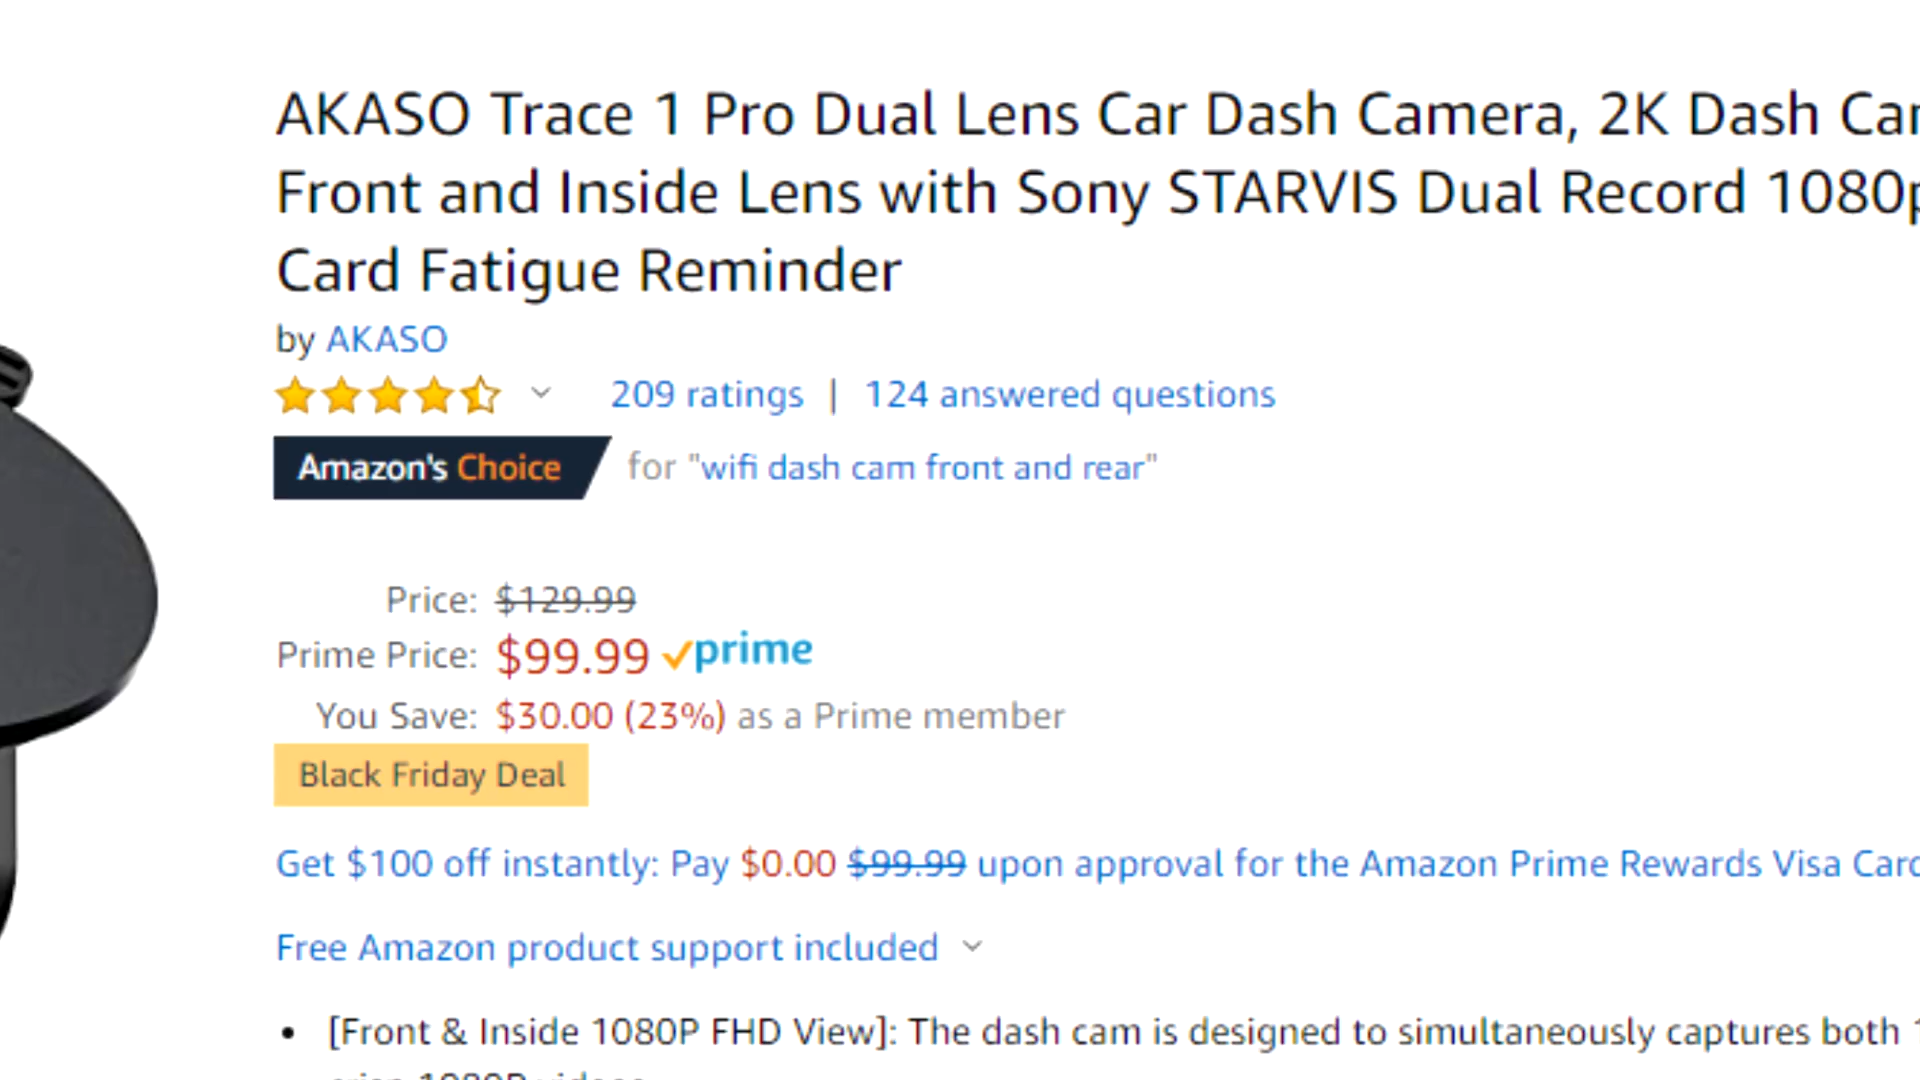 AKASO Trace 1 Pro Dual Lens Car Dash Camera, 2K Dash
Front and Inside Lens with Sony STARVIS Dual Record 1080p
Card Fatigue Reminder
by AKASO
209 ratings | 124 answered questions
Amazon's Choice for "wifi dash cam front and rear"
Price: $129.99
Prime Price: $99.99 prime
You Save: $30.00 (23%) as a Prime member
Black Friday Deal
Get $100 off instantly: Pay $0.00 $99.99 upon approval for the Amazon Prime Rewards Visa Card
Free Amazon product support included
• [Front & Inside 1080P FHD View]: The dash cam is designed to simultaneously captures both